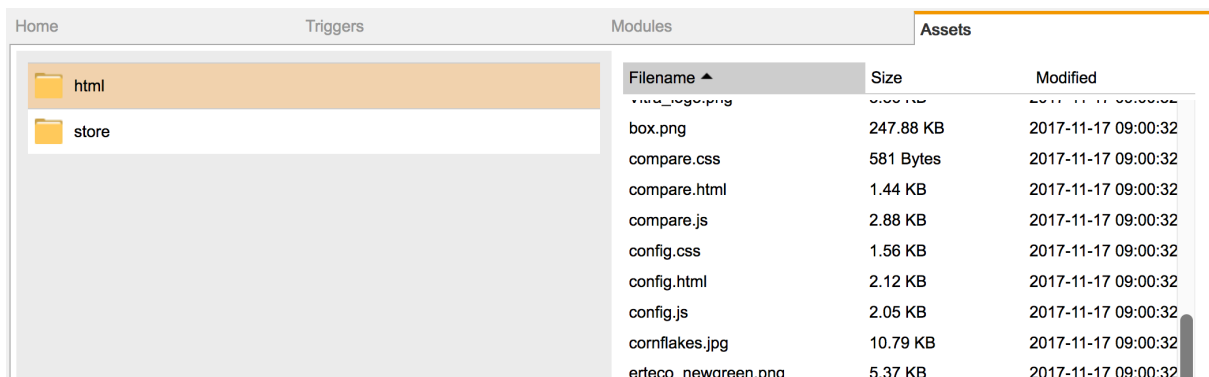 Home Triggers Modules Assets
html
store
Filename ▲ Size Modified
box.png 247.88 KB 2017-11-17 09:00:32
compare.css 581 Bytes 2017-11-17 09:00:32
compare.html 1.44 KB 2017-11-17 09:00:32
compare.js 2.88 KB 2017-11-17 09:00:32
config.css 1.56 KB 2017-11-17 09:00:32
config.html 2.12 KB 2017-11-17 09:00:32
config.js 2.05 KB 2017-11-17 09:00:32
cornflakes.jpg 10.79 KB 2017-11-17 09:00:32
erteco_newgreen.png 5.37 KB 2017-11-17 09:00:32